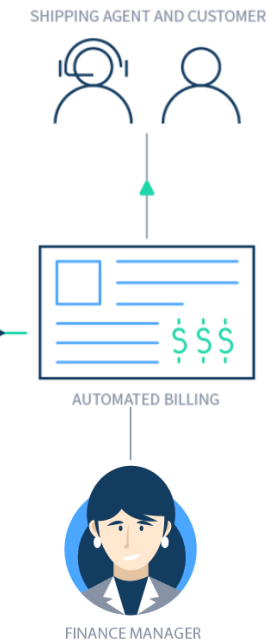 SHIPPING AGENT AND CUSTOMER
$ $ $
AUTOMATED BILLING
FINANCE MANAGER